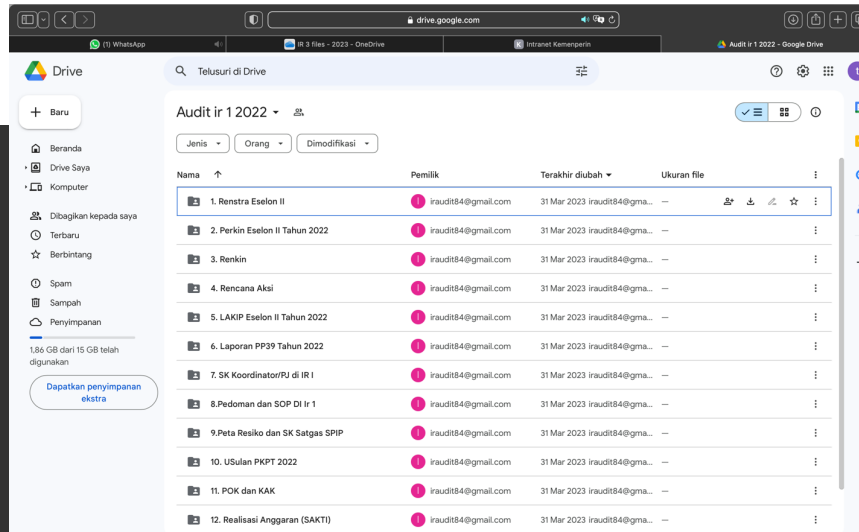 drive.google.com
(1) WhatsApp
IR 3 files - 2023 - OneDrive
K Intranet Kemenperin
Audit ir 1 2022 - Google Drive
Drive
Telusuri di Drive
Baru
Audit ir 1 2022
Jenis
Orang
Dimodifikasi
Beranda
Drive Saya
Komputer
Dibagikan kepada saya
Terbaru
Berbintang
Spam
Sampah
Penyimpanan
1,86 GB dari 15 GB telah
digunakan
Dapatkan penyimpanan
ekstra
Nama Pemilik Terakhir diubah Ukuran file
1. Renstra Eselon II I iraudit84@gmail.com 31 Mar 2023 iraudit84@gma... —
2. Perkin Eselon II Tahun 2022 I iraudit84@gmail.com 31 Mar 2023 iraudit84@gma... —
3. Renkin I iraudit84@gmail.com 31 Mar 2023 iraudit84@gma... —
4. Rencana Aksi I iraudit84@gmail.com 31 Mar 2023 iraudit84@gma... —
5. LAKIP Eselon II Tahun 2022 I iraudit84@gmail.com 31 Mar 2023 iraudit84@gma... —
6. Laporan PP39 Tahun 2022 I iraudit84@gmail.com 31 Mar 2023 iraudit84@gma... —
7. SK Koordinator/PJ di IR I I iraudit84@gmail.com 31 Mar 2023 iraudit84@gma... —
8.Pedoman dan SOP DI Ir 1 I iraudit84@gmail.com 31 Mar 2023 iraudit84@gma... —
9.Peta Resiko dan SK Satgas SPIP I iraudit84@gmail.com 31 Mar 2023 iraudit84@gma... —
10. USulan PKPT 2022 I iraudit84@gmail.com 31 Mar 2023 iraudit84@gma... —
11. POK dan KAK I iraudit84@gmail.com 31 Mar 2023 iraudit84@gma... —
12. Realisasi Anggaran (SAKTI) I iraudit84@gmail.com 31 Mar 2023 iraudit84@gma... —